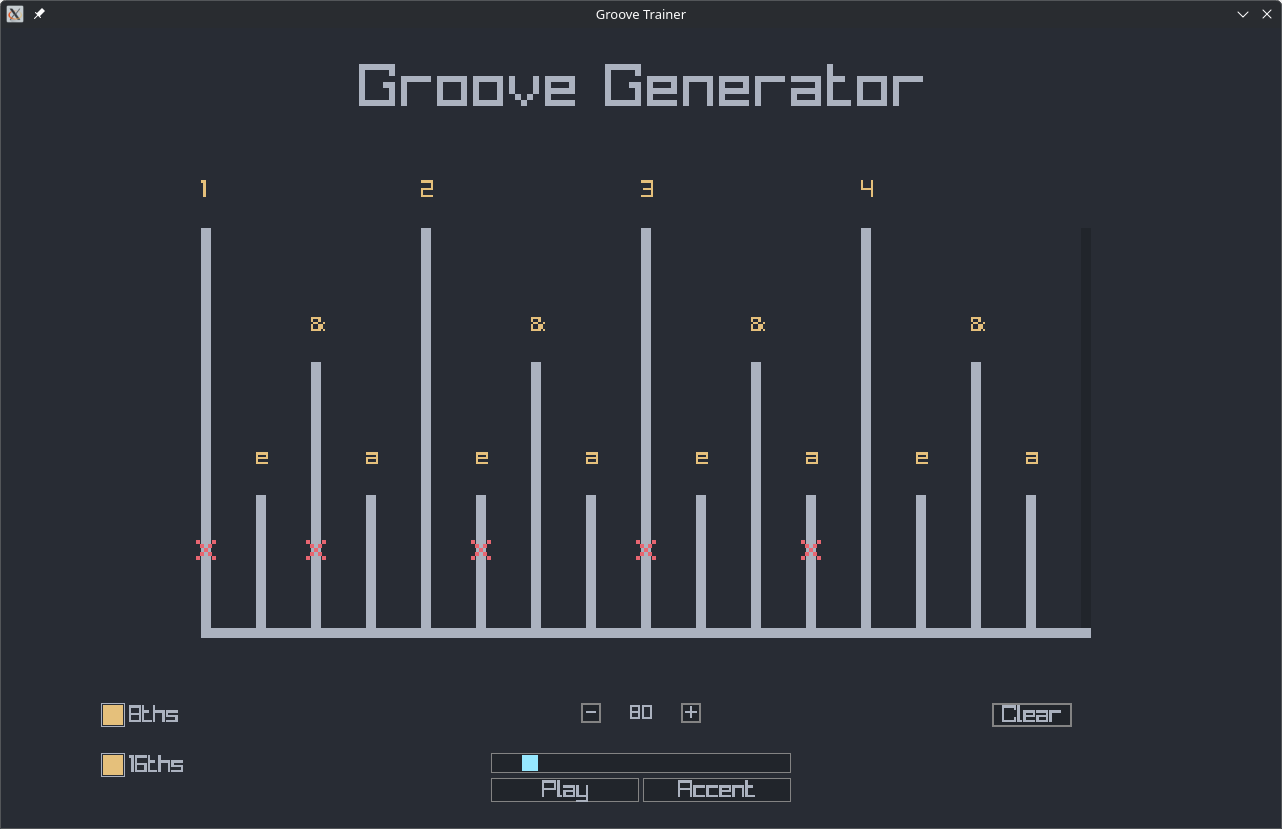 Groove Trainer
Groove Generator
1 2 3 4
& & & &
e a e a e a e a
x x x x x
8ths - 80 + Clear
16ths
Play Accent